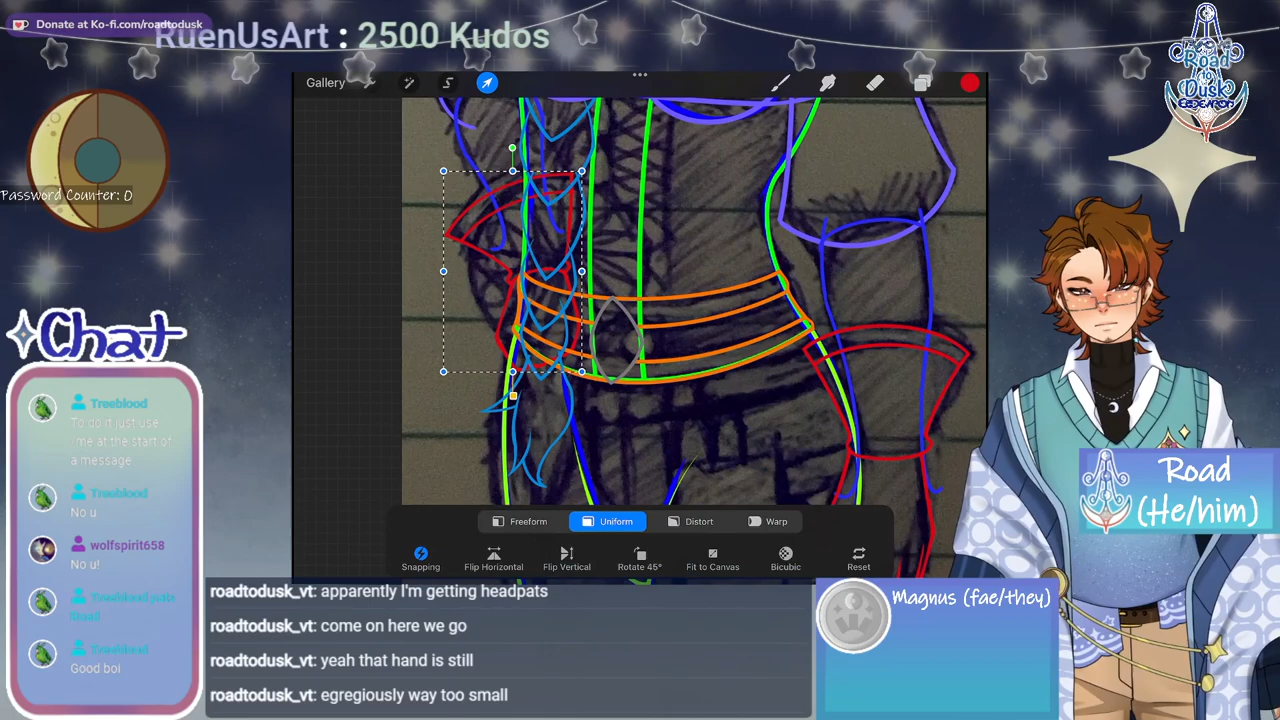 Donate at Ko-fi.com/roadtodusk
RuenUsArt : 2500 Kudos
Road
to
Dusk
Gallery
Password Counter: 0
Chat
Treeblood
To do it just use
me at the start of
a message
Treeblood
No u
wolfspirit658
No u!
Treeblood pats
Road
Treeblood
Good boi
Freeform
Uniform
Distort
Warp
Snapping
Flip Horizontal
Flip Vertical
Rotate 45°
Fit to Canvas
Bicubic
Reset
roadtodusk_vt: apparently I'm getting headpats
roadtodusk_vt: come on here we go
roadtodusk_vt: yeah that hand is still
roadtodusk_vt: egregiously way too small
Magnus (fae/they)
Road
(He/him)